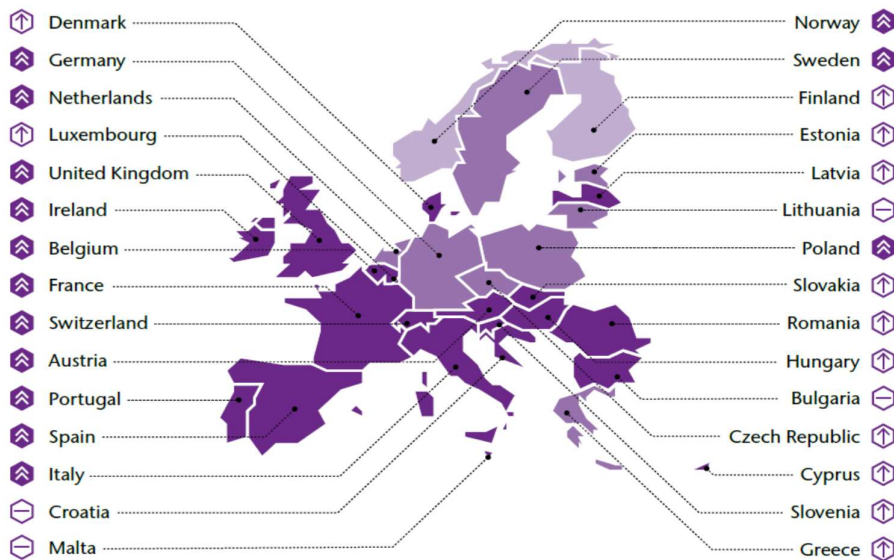 Denmark
Germany
Netherlands
Luxembourg
United Kingdom
Ireland
Belgium
France
Switzerland
Austria
Portugal
Spain
Italy
Croatia
Malta
Norway
Sweden
Finland
Estonia
Latvia
Lithuania
Poland
Slovakia
Romania
Hungary
Bulgaria
Czech Republic
Cyprus
Slovenia
Greece